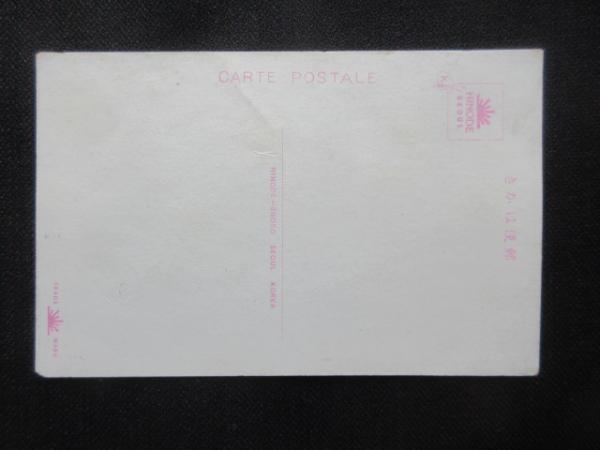 CARTE POSTALE
HINODE
SEOUL
きかは便郵
HINODE-SHOKO SEOUL KOREA
TRADE MARK